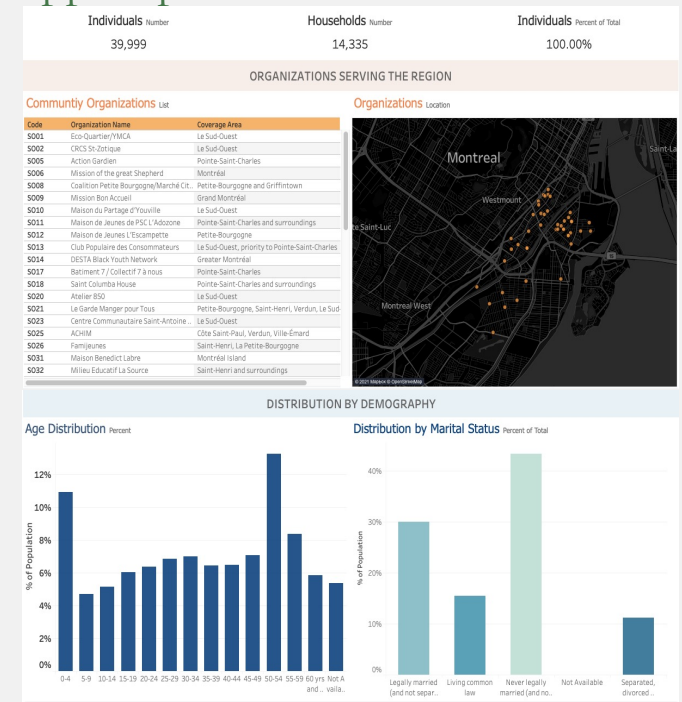 Individuals Number
Households Number
Individuals Percent of Total
39,999
14,335
100.00%
ORGANIZATIONS SERVING THE REGION
Communtiy Organizations List
Code Organization Name Coverage Area
S001 Eco-Quartier/YMCA Le Sud-Ouest
S002 CRCS St-Zotique Le Sud-Ouest
S005 Action Gardien Pointe-Saint-Charles
S006 Mission of the great Shepherd Montréal
S008 Coalition Petite Bourgogne/Marché Cit.. Petite-Bourgogne and Griffintown
S009 Mission Bon Accueil Grand Montréal
S010 Maison du Partage d'Youville Le Sud-Ouest
S011 Maison de Jeunes de PSC L'Adozone Pointe-Saint-Charles and surroundings
S012 Maison de Jeunes L'Escampette Petite-Bourgogne
S013 Club Populaire des Consommateurs Le Sud-Ouest, priority to Pointe-Saint-Charles
S014 DESTA Black Youth Network Greater Montréal
S017 Batiment 7 / Collectif 7 à nous Pointe-Saint-Charles
S018 Saint Columba House Pointe-Saint-Charles and surroundings
S020 Atelier 850 Le Sud-Ouest
S021 Le Garde Manger pour Tous Petite-Bourgogne, Saint-Henri, Verdun, Le Sud-
S023 Centre Communautaire Saint-Antoine .. Le Sud-Ouest
S025 ACHIM Côte Saint-Paul, Verdun, Ville-Émard
S026 Famijeunes Saint-Henri, La Petite-Bourgogne
S031 Maison Benedict Labre Montréal Island
S032 Milieu Educatif La Source Saint-Henri and surroundings
Organizations Location
Montreal
Saint-La
Westmount
te Saint-Luc
Montreal West
© 2021 Mapbox © OpenStreetMap
DISTRIBUTION BY DEMOGRAPHY
Age Distribution Percent
% of Population
12%
10%
8%
6%
4%
2%
0%
0-4 5-9 10-14 15-19 20-24 25-29 30-34 35-39 40-44 45-49 50-54 55-59 60 yrs Not A
and .. vaila..
Distribution by Marital Status Percent of Total
% of Population
40%
30%
20%
10%
0%
Legally married Living common Never legally Not Available Separated,
(and not separ.. law married (and no.. divorced ..